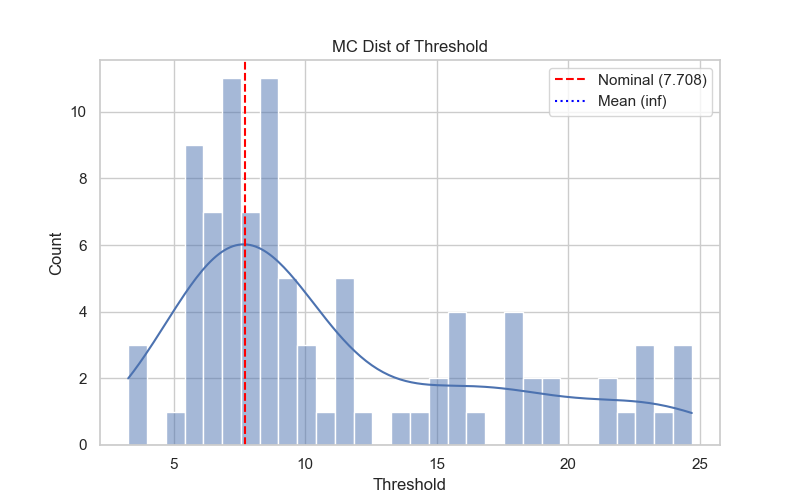 MC Dist of Threshold
Nominal (7.708)
Mean (inf)
Count
10
8
6
4
2
0
5
10
15
20
25
Threshold